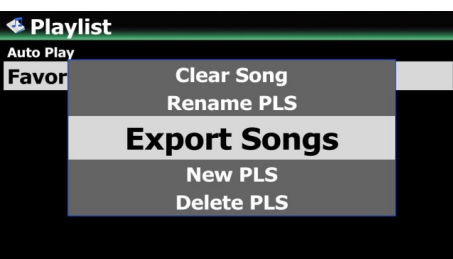 Playlist
Auto Play
Favor
Clear Song
Rename PLS
Export Songs
New PLS
Delete PLS